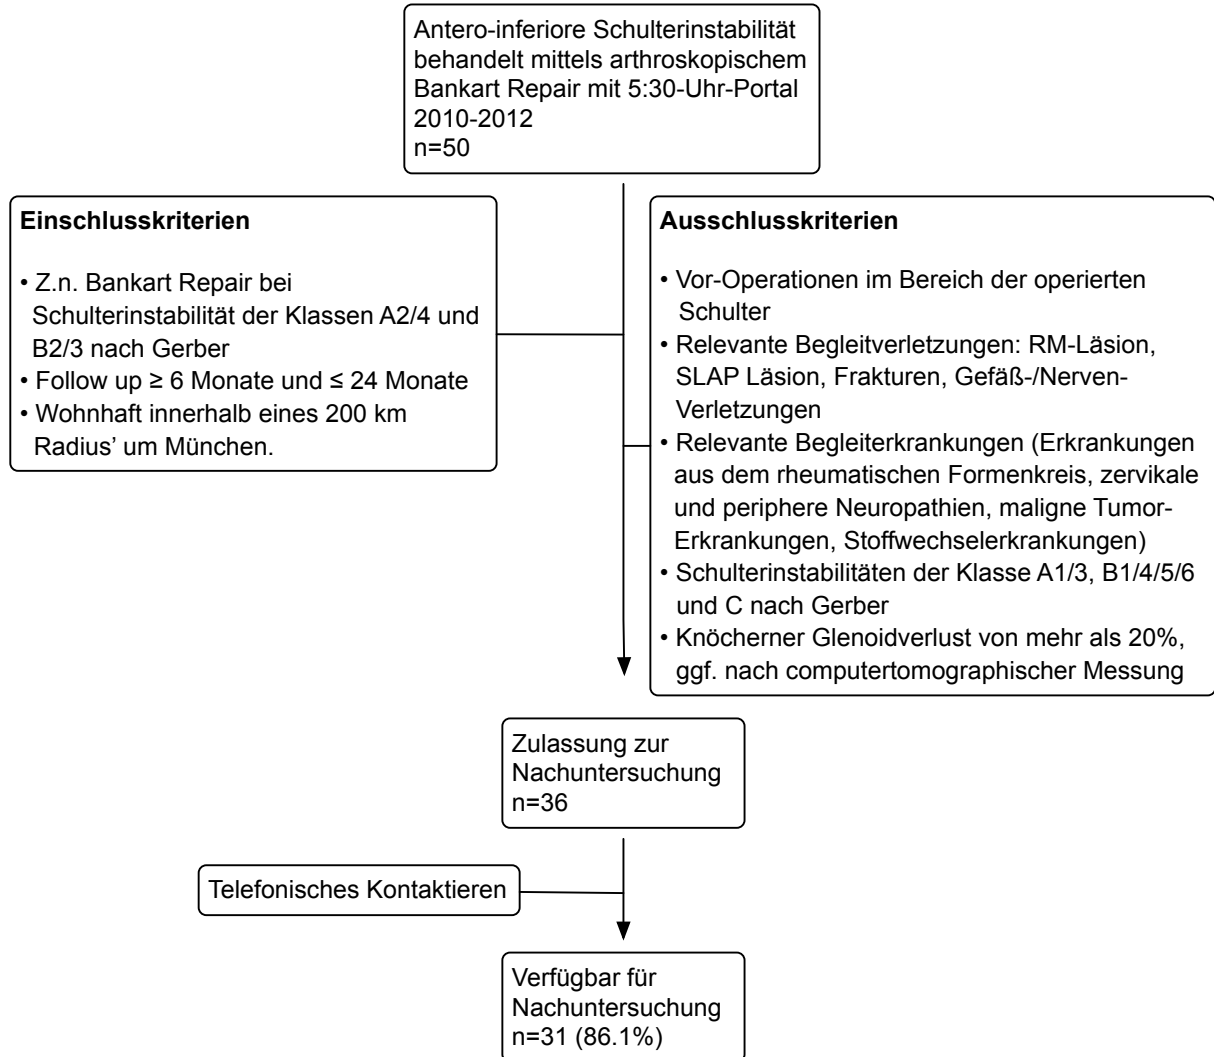 Antero-inferiore Schulterinstabilität
behandelt mittels arthroskopischem
Bankart Repair mit 5:30-Uhr-Portal
2010-2012
n=50
Einschlusskriterien
• Z.n. Bankart Repair bei
Schulterinstabilität der Klassen A2/4 und
B2/3 nach Gerber
• Follow up ≥ 6 Monate und ≤ 24 Monate
• Wohnhaft innerhalb eines 200 km
Radius’ um München.
Ausschlusskriterien
• Vor-Operationen im Bereich der operierten
Schulter
• Relevante Begleitverletzungen: RM-Läsion,
SLAP Läsion, Frakturen, Gefäß-/Nerven-
Verletzungen
• Relevante Begleiterkrankungen (Erkrankungen
aus dem rheumatischen Formenkreis, zervikale
und periphere Neuropathien, maligne Tumor-
Erkrankungen, Stoffwechselerkrankungen)
• Schulterinstabilitäten der Klasse A1/3, B1/4/5/6
und C nach Gerber
• Knöcherner Glenoidverlust von mehr als 20%,
ggf. nach computertomographischer Messung
Zulassung zur
Nachuntersuchung
n=36
Telefonisches Kontaktieren
Verfügbar für
Nachuntersuchung
n=31 (86.1%)